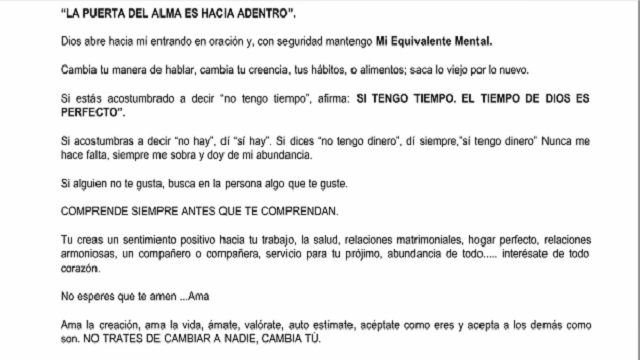 “LA PUERTA DEL ALMA ES HACIA ADENTRO”.
Dios abre hacia mí entrando en oración y, con seguridad mantengo Mi Equivalente Mental.
Cambia tu manera de hablar, cambia tu creencia, tus hábitos, o alimentos; saca lo viejo por lo nuevo.
Si estás acostumbrado a decir “no tengo tiempo”, afirma: SI TENGO TIEMPO. EL TIEMPO DE DIOS ES
PERFECTO”.
Si acostumbras a decir “no hay”, dí “sí hay”. Si dices “no tengo dinero”, dí siempre,”sí tengo dinero” Nunca me
hace falta, siempre me sobra y doy de mi abundancia.
Si alguien no te gusta, busca en la persona algo que te guste.
COMPRENDE SIEMPRE ANTES QUE TE COMPRENDAN.
Tu creas un sentimiento positivo hacia tu trabajo, la salud, relaciones matrimoniales, hogar perfecto, relaciones
armoniosas, un compañero o compañera, servicio para tu prójimo, abundancia de todo..... interésate de todo
corazón.
No esperes que te amen ...Ama
Ama la creación, ama la vida, ámate, valórate, auto estimate, acéptate como eres y acepta a los demás como
son. NO TRATES DE CAMBIAR A NADIE, CAMBIA TÙ.